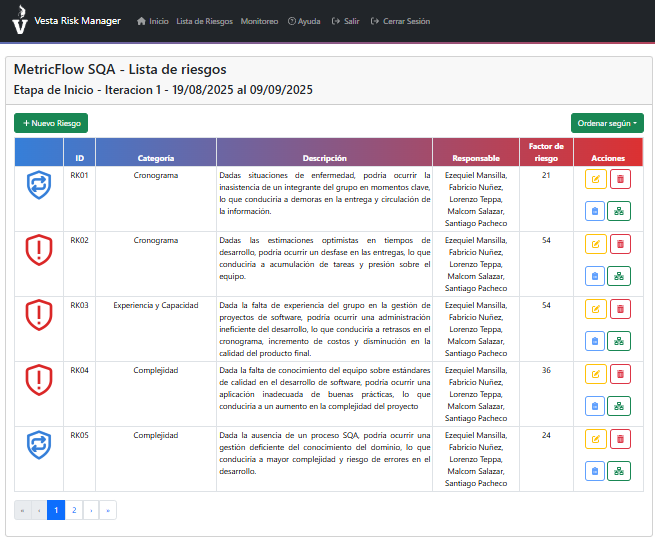 Vesta Risk Manager
Inicio
Lista de Riesgos
Monitoreo
Ayuda
Salir
Cerrar Sesión
MetricFlow SQA - Lista de riesgos
Etapa de Inicio - Iteracion 1 - 19/08/2025 al 09/09/2025
+ Nuevo Riesgo
Ordenar según
ID
Categoría
Descripción
Responsable
Factor de
riesgo
Acciones
RK01
Cronograma
Dadas situaciones de enfermedad, podría ocurrir la
inasistencia de un integrante del grupo en momentos clave,
lo que conduciría a demoras en la entrega y circulación de
la información.
Ezequiel Mansilla,
Fabricio Nuñez,
Lorenzo Teppa,
Malcom Salazar,
Santiago Pacheco
21
RK02
Cronograma
Dadas las estimaciones optimistas en tiempos de
desarrollo, podría ocurrir un desfase en las entregas, lo que
conduciría a acumulación de tareas y presión sobre el
equipo.
Ezequiel Mansilla,
Fabricio Nuñez,
Lorenzo Teppa,
Malcom Salazar,
Santiago Pacheco
54
RK03
Experiencia y Capacidad
Dada la falta de experiencia del grupo en la gestión de
proyectos de software, podría ocurrir una administración
ineficiente del desarrollo, lo que conduciría a retrasos en el
cronograma, incremento de costos y disminución en la
calidad del producto final.
Ezequiel Mansilla,
Fabricio Nuñez,
Lorenzo Teppa,
Malcom Salazar,
Santiago Pacheco
54
RK04
Complejidad
Dada la falta de conocimiento del equipo sobre estándares
de calidad en el desarrollo de software, podría ocurrir una
aplicación inadecuada de buenas prácticas, lo que
conduciría a un aumento en la complejidad del proyecto
Ezequiel Mansilla,
Fabricio Nuñez,
Lorenzo Teppa,
Malcom Salazar,
Santiago Pacheco
36
RK05
Complejidad
Dada la ausencia de un proceso SQA, podría ocurrir una
gestión deficiente del conocimiento del dominio, lo que
conduciría a mayor complejidad y riesgo de errores en el
desarrollo.
Ezequiel Mansilla,
Fabricio Nuñez,
Lorenzo Teppa,
Malcom Salazar,
Santiago Pacheco
24
« ‹ 1 2 › »